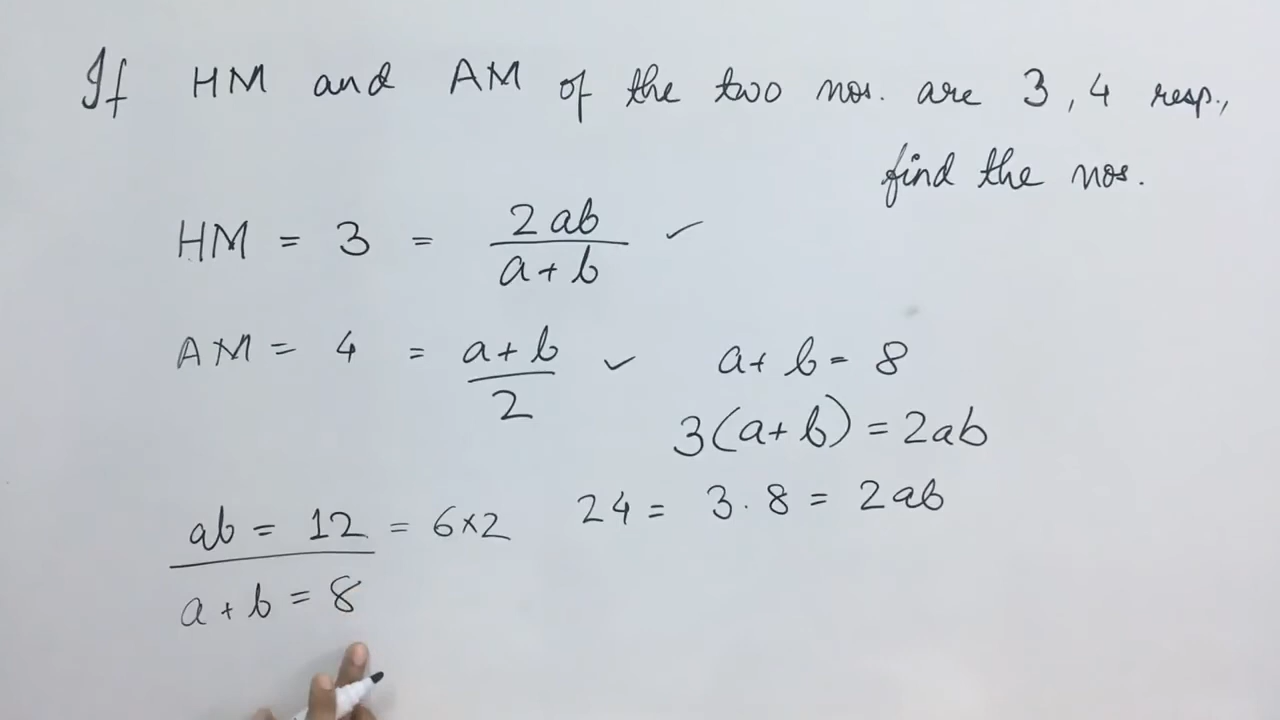 If HM and AM of the two nos. are 3, 4 resp.,
find the nos.
HM = 3 = 2ab / a+b ✓
AM = 4 = a+b / 2 ✓
a+b = 8
3(a+b) = 2ab
24 = 3.8 = 2ab
ab = 12 = 6×2
a+b = 8